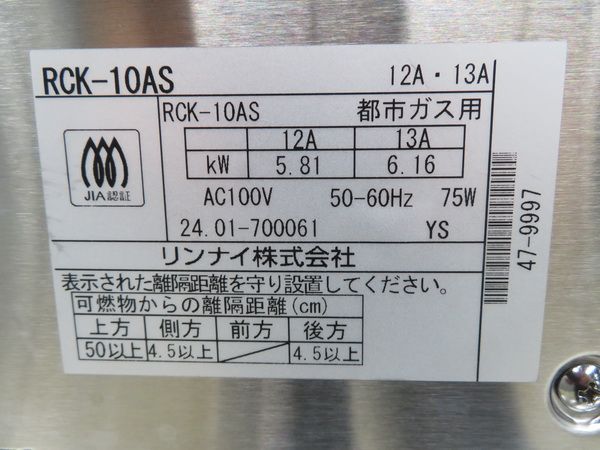 RCK-10AS 12A・13A
RCK-10AS 都市ガス用
12A 13A
kW 5.81 6.16
JIA認証
AC100V 50-60Hz 75W
24.01-700061 YS
リンナイ株式会社
47-9997
表示された離隔距離を守り設置してください。
可燃物からの離隔距離(cm)
上方 側方 前方 後方
50以上 4.5以上 4.5以上